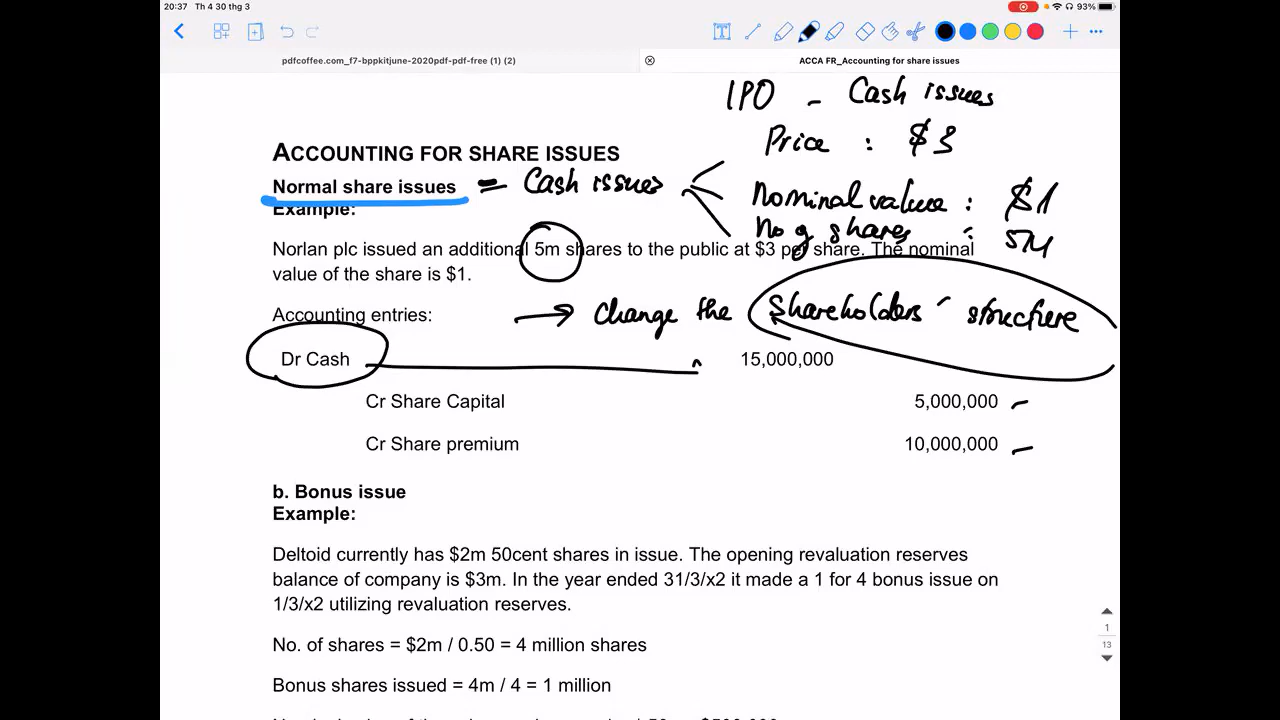 20:37 Th 4 30 thg 3
93%
pdfcoffee.com_f7-bppkitjune-2020pdf-pdf-free (1) (2)
ACCA FR_Accounting for share issues
IPO - Cash issues
Price : $3
ACCOUNTING FOR SHARE ISSUES
Normal share issues = Cash issues
Nominal value : $1
Example:
No of shares : 5M
Norlan plc issued an additional 5m shares to the public at $3 per share. The nominal
value of the share is $1.
Accounting entries: → Change the Shareholders' structure
Dr Cash 15,000,000
Cr Share Capital 5,000,000
Cr Share premium 10,000,000
b. Bonus issue
Example:
Deltoid currently has $2m 50cent shares in issue. The opening revaluation reserves
balance of company is $3m. In the year ended 31/3/x2 it made a 1 for 4 bonus issue on
1/3/x2 utilizing revaluation reserves.
No. of shares = $2m / 0.50 = 4 million shares
Bonus shares issued = 4m / 4 = 1 million
1
13